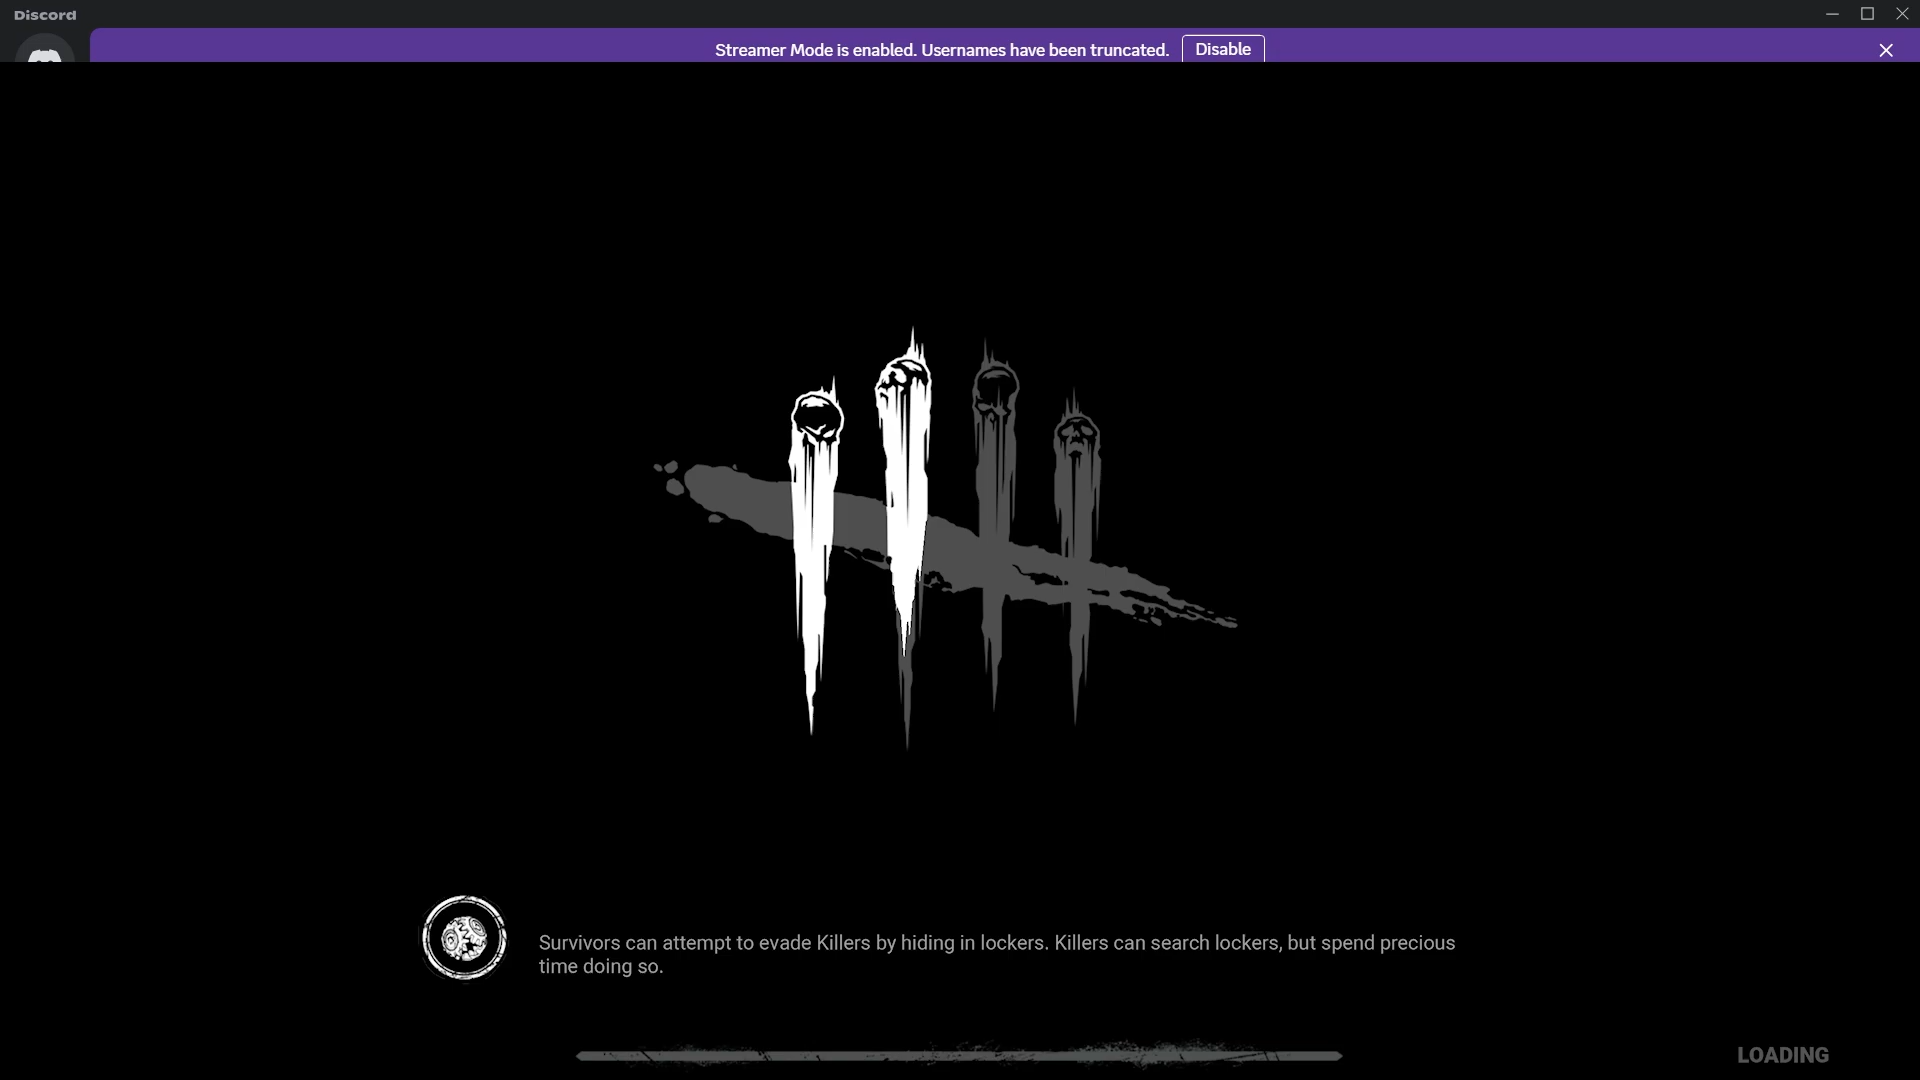 Discord
Streamer Mode is enabled. Usernames have been truncated. Disable
Survivors can attempt to evade Killers by hiding in lockers. Killers can search lockers, but spend precious
time doing so.
LOADING